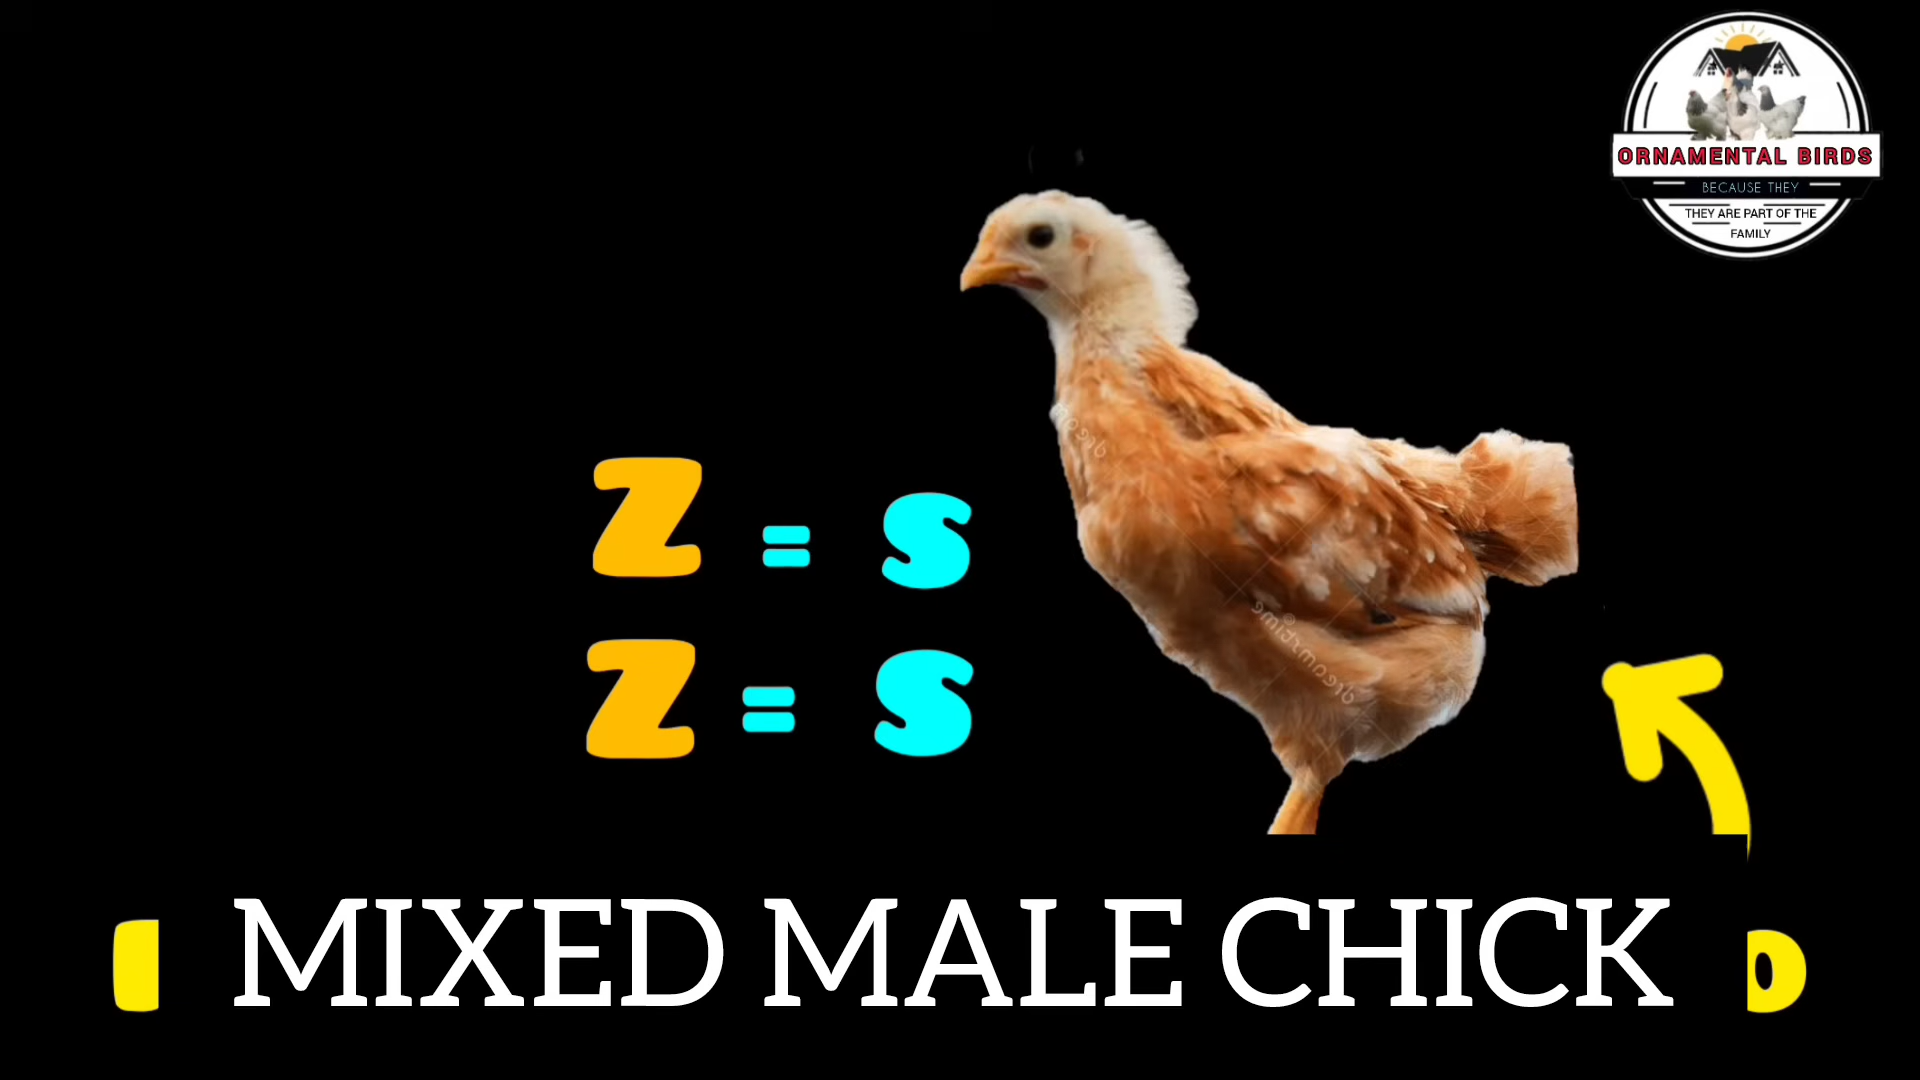 ORNAMENTAL BIRDS
BECAUSE THEY
THEY ARE PART OF THE
FAMILY
Z = S
Z = S
MIXED MALE CHICK